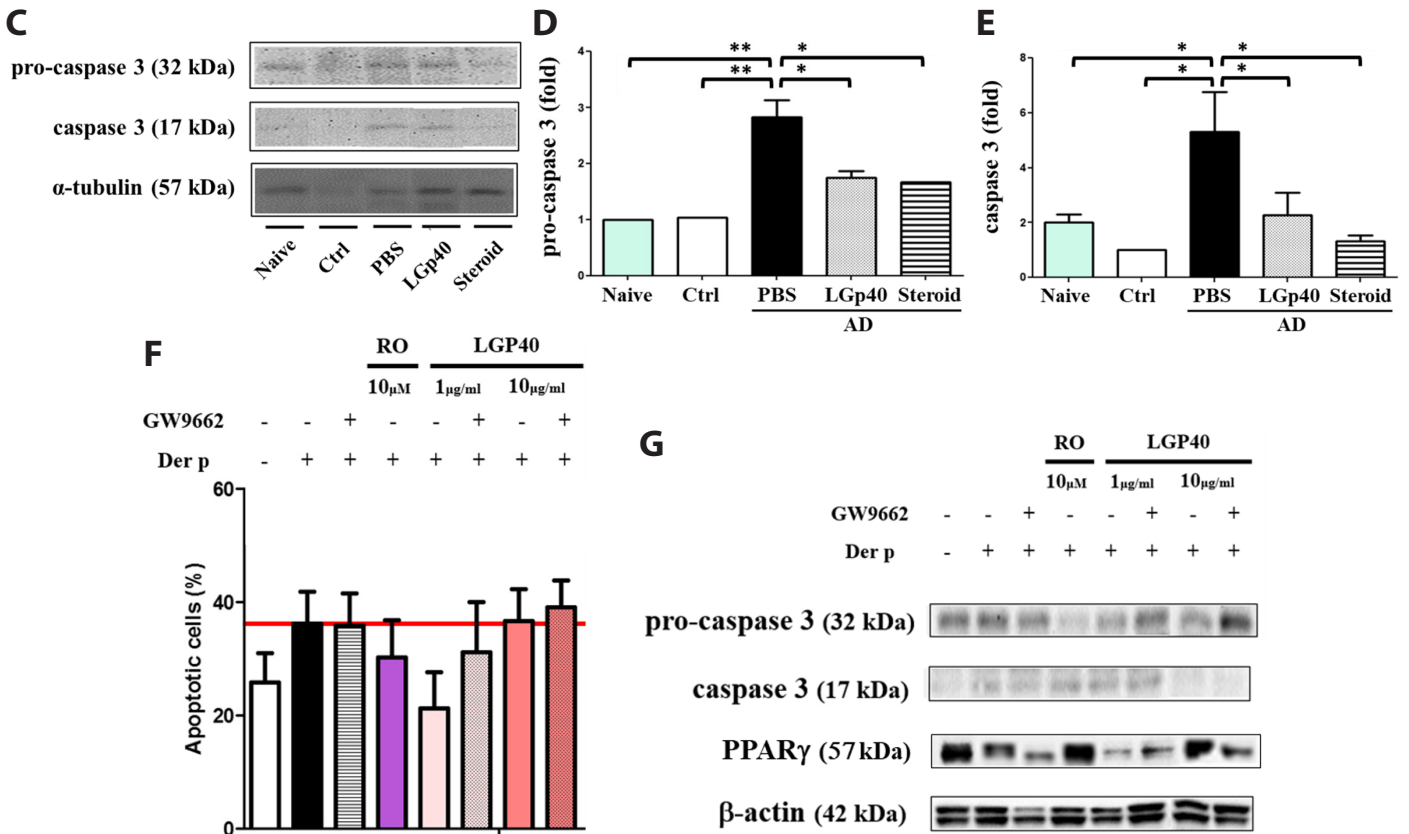 C
pro-caspase 3 (32 kDa)
caspase 3 (17 kDa)
α-tubulin (57 kDa)
Naive Ctrl PBS LGp40 Steroid
D
pro-caspase 3 (fold)
4
3
2
1
0
** *
** *
Naive Ctrl PBS LGp40 Steroid
AD
E
caspase 3 (fold)
8
6
4
2
0
* *
* *
Naive Ctrl PBS LGp40 Steroid
AD
F
RO LGP40
10μM 1μg/ml 10μg/ml
GW9662 - - + - - + - +
Der p - + + + + + + +
Apoptotic cells (%)
60
40
20
0
G
RO LGP40
10μM 1μg/ml 10μg/ml
GW9662 - - + - - + - +
Der p - + + + + + + +
pro-caspase 3 (32 kDa)
caspase 3 (17 kDa)
PPARγ (57kDa)
β-actin (42 kDa)